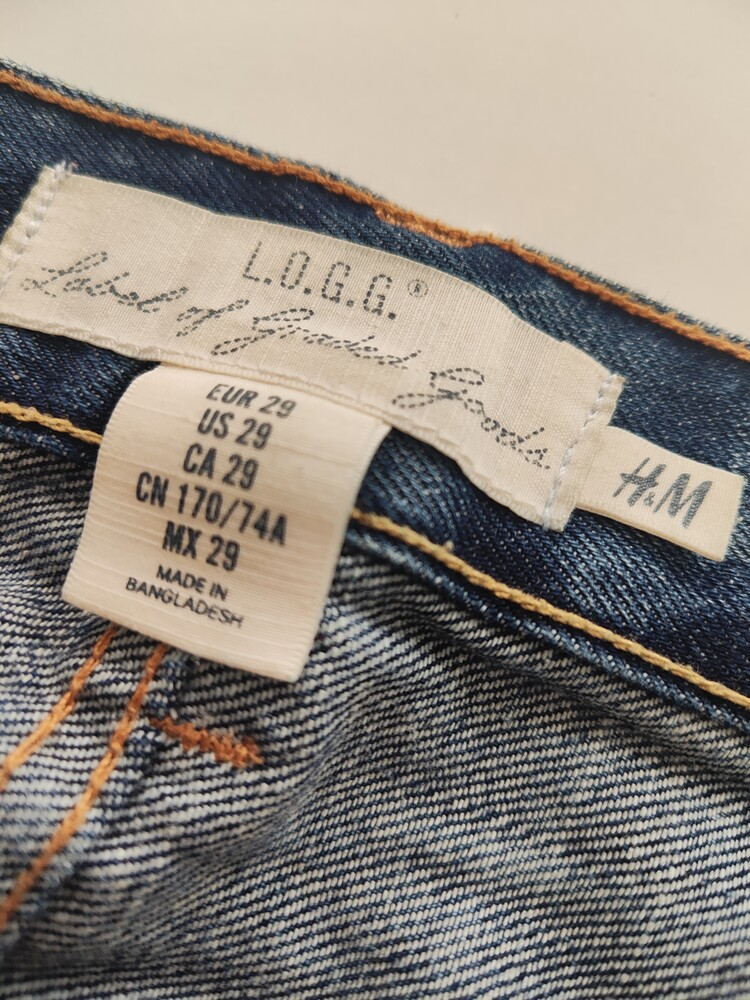 L.O.G.G.®
Label of Graded Goods
H&M
EUR 29
US 29
CA 29
CN 170/74A
MX 29
MADE IN
BANGLADESH